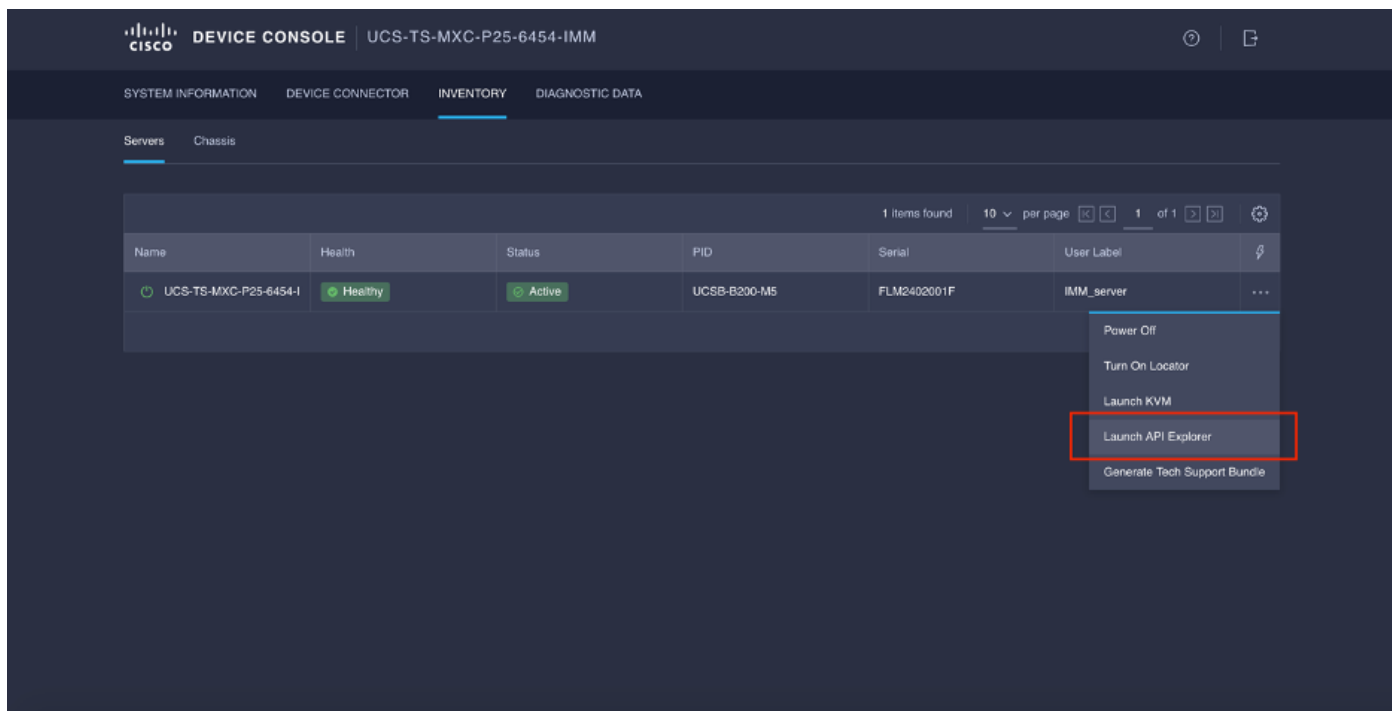 CISCO DEVICE CONSOLE UCS-TS-MXC-P25-6454-IMM
SYSTEM INFORMATION DEVICE CONNECTOR INVENTORY DIAGNOSTIC DATA
Servers Chassis
1 items found 10 per page 1 of 1
Name Health Status PID Serial User Label
UCS-TS-MXC-P25-6454-I Healthy Active UCSB-B200-M5 FLM2402001F IMM_server ...
Power Off
Turn On Locator
Launch KVM
Launch API Explorer
Generate Tech Support Bundle